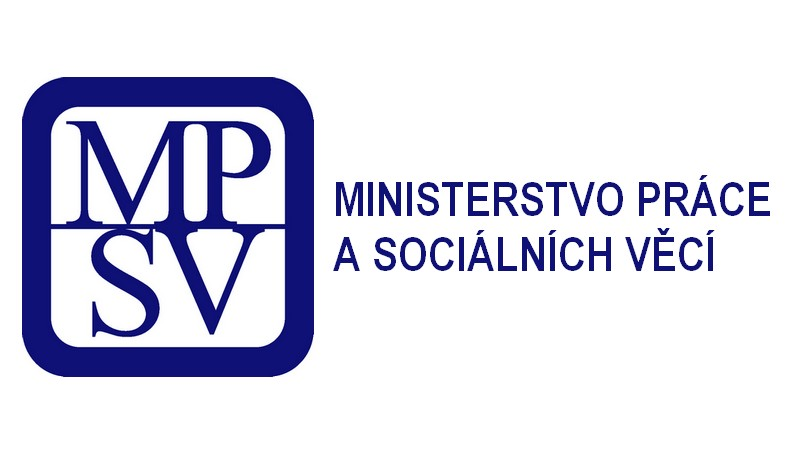 MP
SV
MINISTERSTVO PRÁCE
A SOCIÁLNÍCH VĚCÍ